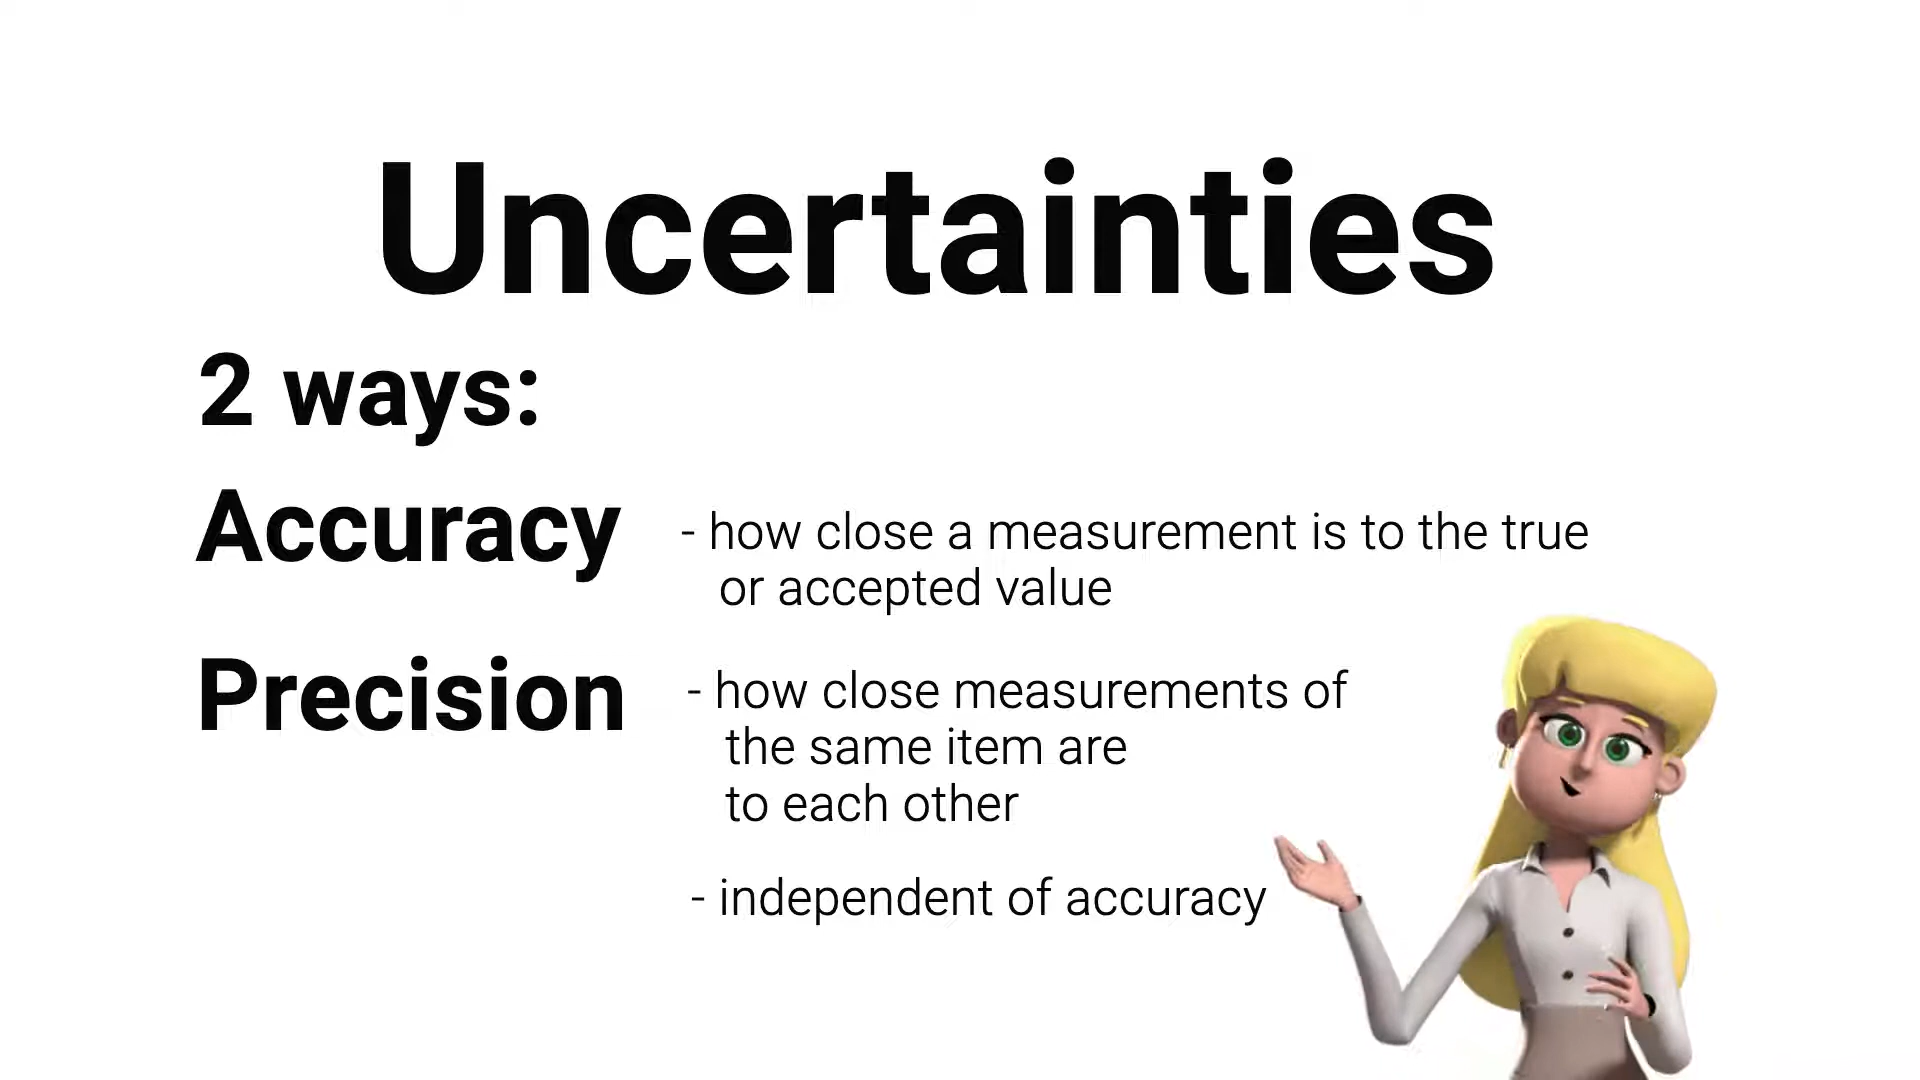 Uncertainties
2 ways:
Accuracy - how close a measurement is to the true
or accepted value
Precision - how close measurements of
the same item are
to each other
- independent of accuracy